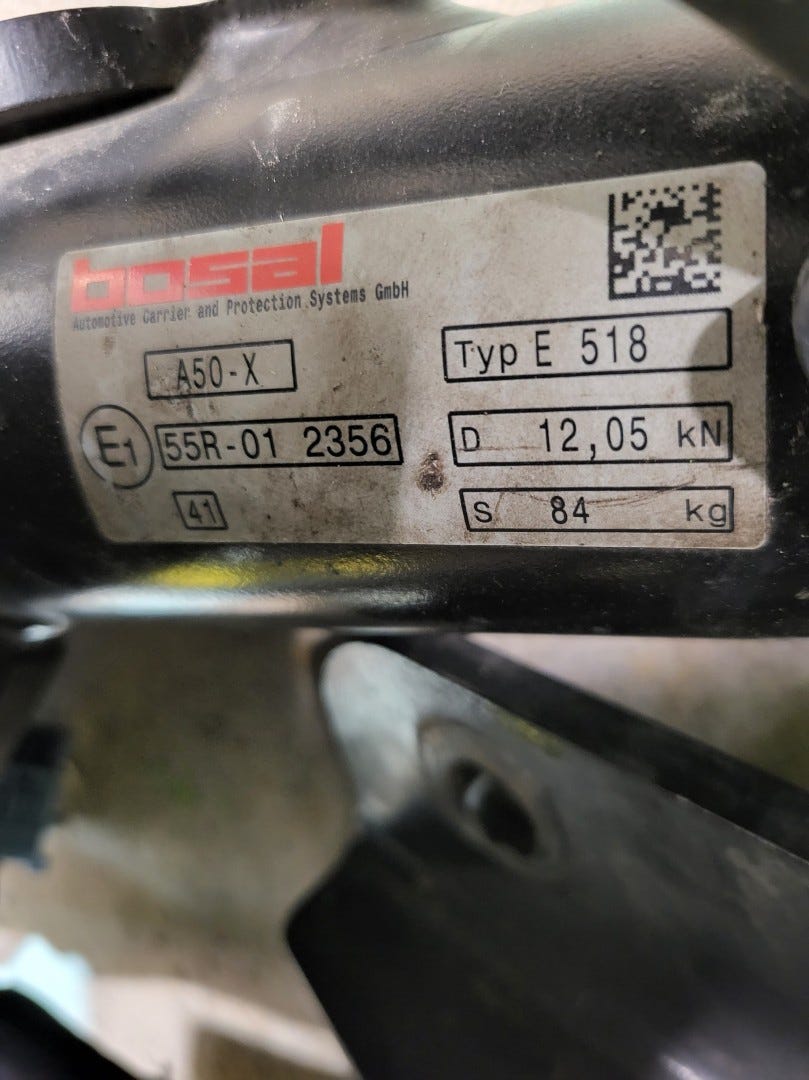 bosal
Automotive Carrier and Protection Systems GmbH
A50-X
Typ E 518
E1 55R-01 2356
D 12,05 kN
41
S 84 kg